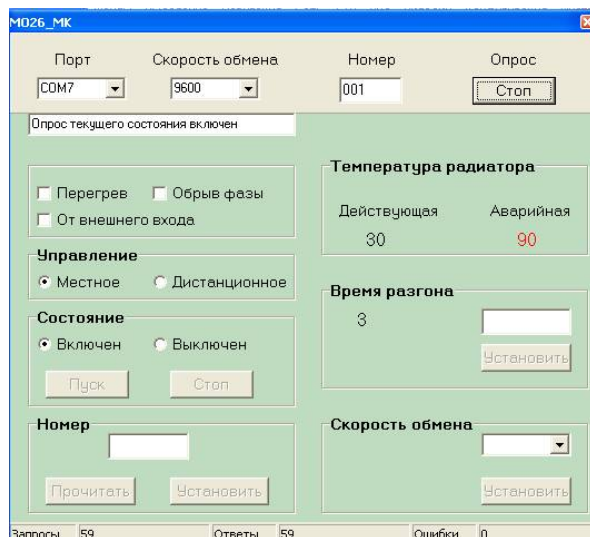 M026_MK
Порт Скорость обмена Номер Опрос
COM7 9600 001 Стоп
Опрос текущего состояния включен
Перегрев Обрыв фазы
От внешнего входа
Управление
Местное Дистанционное
Состояние
Включен Выключен
Пуск Стоп
Номер
Прочитать Установить
Температура радиатора
Действующая Аварийная
30 90
Время разгона
3
Установить
Скорость обмена
Установить
Запросы 59 Ответы 59 Ошибки 0